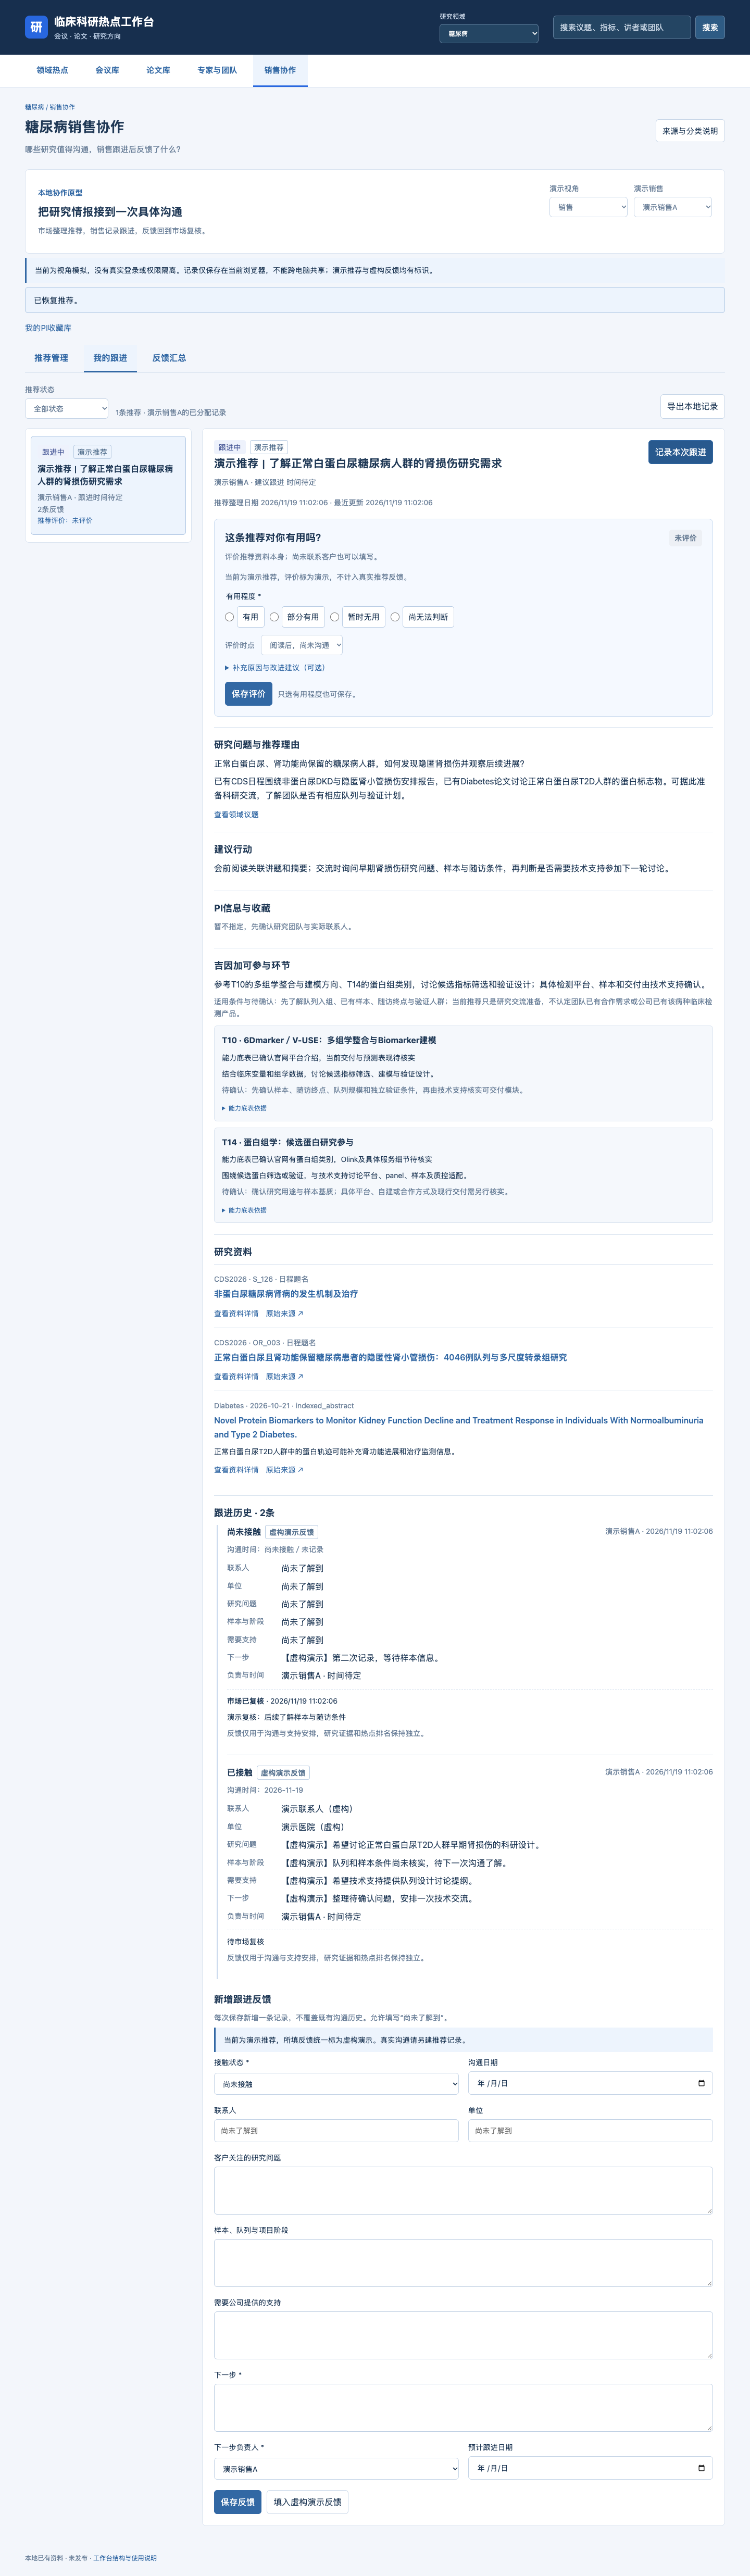 研
临床科研热点工作台
会议 · 论文 · 研究方向
研究领域
糖尿病
搜索议题、指标、讲者或团队
搜索
领域热点
会议库
论文库
专家与团队
销售协作
糖尿病 / 销售协作
糖尿病销售协作
哪些研究值得沟通，销售跟进后反馈了什么?
来源与分类说明
本地协作原型
把研究情报接到一次具体沟通
市场整理推荐，销售记录跟进，反馈回到市场复核。
演示视角
销售
演示销售
演示销售A
当前为视角模拟，没有真实登录或权限隔离。记录仅保存在当前浏览器，不能跨电脑共享；演示推荐与虚构反馈均有标识。
已恢复推荐。
我的PI收藏库
推荐管理
我的跟进
反馈汇总
推荐状态
全部状态
1条推荐 · 演示销售A的已分配记录
导出本地记录
跟进中
演示推荐
演示推荐 | 了解正常白蛋白尿糖尿病人群的肾损伤研究需求
演示销售A · 跟进时间待定
2条反馈
推荐评价：未评价
跟进中
演示推荐
演示推荐 | 了解正常白蛋白尿糖尿病人群的肾损伤研究需求
演示销售A · 建议跟进 时间待定
推荐整理日期 2026/11/19 11:02:06 · 最近更新 2026/11/19 11:02:06
记录本次跟进
这条推荐对你有用吗?
未评价
评价推荐资料本身；尚未联系客户也可以填写。
当前为演示推荐，评价标为演示，不计入真实推荐反馈。
有用程度 *
有用
部分有用
暂时无用
尚无法判断
评价时点
阅读后，尚未沟通
补充原因与改进建议（可选）
保存评价
只选有用程度也可保存。
研究问题与推荐理由
正常白蛋白尿、肾功能尚保留的糖尿病人群，如何发现隐匿肾损伤并观察后续进展?
已有CDS日程围绕非蛋白尿DKD与隐匿肾小管损伤安排报告，已有Diabetes论文讨论正常白蛋白尿T2D人群的蛋白标志物。可据此准备科研交流，了解团队是否有相应队列与验证计划。
查看领域议题
建议行动
会前阅读关联讲题和摘要；交流时询问早期肾损伤研究问题、样本与随访条件，再判断是否需要技术支持参加下一轮讨论。
PI信息与收藏
暂不指定，先确认研究团队与实际联系人。
吉因加可参与环节
参考T10的多组学整合与建模方向、T14的蛋白组类别，讨论候选指标筛选和验证设计；具体检测平台、样本和交付由技术支持确认。
适用条件与待确认：先了解队列入组、已有样本、随访终点与验证人群；当前推荐只是研究交流准备，不认定团队已有合作需求或公司已有该病种临床检测产品。
T10 · 6Dmarker / V-USE：多组学整合与Biomarker建模
能力底表已确认官网平台介绍，当前交付与预测表现待核实
结合临床变量和组学数据，讨论候选指标筛选、建模与验证设计。
待确认：先确认样本、随访终点、队列规模和独立验证条件，再由技术支持核实可交付模块。
能力底表依据
T14 · 蛋白组学：候选蛋白研究参与
能力底表已确认官网有蛋白组类别，Olink及具体服务细节待核实
围绕候选蛋白筛选或验证，与技术支持讨论平台、panel、样本及质控适配。
待确认：确认研究用途与样本基质；具体平台、自建或合作方式及现行交付需另行核实。
能力底表依据
研究资料
CDS2026 · S_126 · 日程题名
非蛋白尿糖尿病肾病的发生机制及治疗
查看资料详情 原始来源 ↗
CDS2026 · OR_003 · 日程题名
正常白蛋白尿且肾功能保留糖尿病患者的隐匿性肾小管损伤：4046例队列与多尺度转录组研究
查看资料详情 原始来源 ↗
Diabetes · 2026-10-21 · indexed_abstract
Novel Protein Biomarkers to Monitor Kidney Function Decline and Treatment Response in Individuals With Normoalbuminuria and Type 2 Diabetes.
正常白蛋白尿T2D人群中的蛋白轨迹可能补充肾功能进展和治疗监测信息。
查看资料详情 原始来源 ↗
跟进历史 · 2条
尚未接触
虚构演示反馈
演示销售A · 2026/11/19 11:02:06
沟通时间：尚未接触 / 未记录
联系人 尚未了解到
单位 尚未了解到
研究问题 尚未了解到
样本与阶段 尚未了解到
需要支持 尚未了解到
下一步 【虚构演示】第二次记录，等待样本信息。
负责与时间 演示销售A · 时间待定
市场已复核 · 2026/11/19 11:02:06
演示复核：后续了解样本与随访条件
反馈仅用于沟通与支持安排，研究证据和热点排名保持独立。
已接触
虚构演示反馈
演示销售A · 2026/11/19 11:02:06
沟通时间：2026-11-19
联系人 演示联系人（虚构）
单位 演示医院（虚构）
研究问题 【虚构演示】希望讨论正常白蛋白尿T2D人群早期肾损伤的科研设计。
样本与阶段 【虚构演示】队列和样本条件尚未核实，待下一次沟通了解。
需要支持 【虚构演示】希望技术支持提供队列设计讨论提纲。
下一步 【虚构演示】整理待确认问题，安排一次技术交流。
负责与时间 演示销售A · 时间待定
待市场复核
反馈仅用于沟通与支持安排，研究证据和热点排名保持独立。
新增跟进反馈
每次保存新增一条记录，不覆盖既有沟通历史。允许填写“尚未了解到”。
当前为演示推荐，所填反馈统一标为虚构演示。真实沟通请另建推荐记录。
接触状态 *
尚未接触
沟通日期
年 /月/日
联系人
尚未了解到
单位
尚未了解到
客户关注的研究问题
样本、队列与项目阶段
需要公司提供的支持
下一步 *
下一步负责人 *
演示销售A
预计跟进日期
年 /月/日
保存反馈
填入虚构演示反馈
本地已有资料 · 未发布 · 工作台结构与使用说明